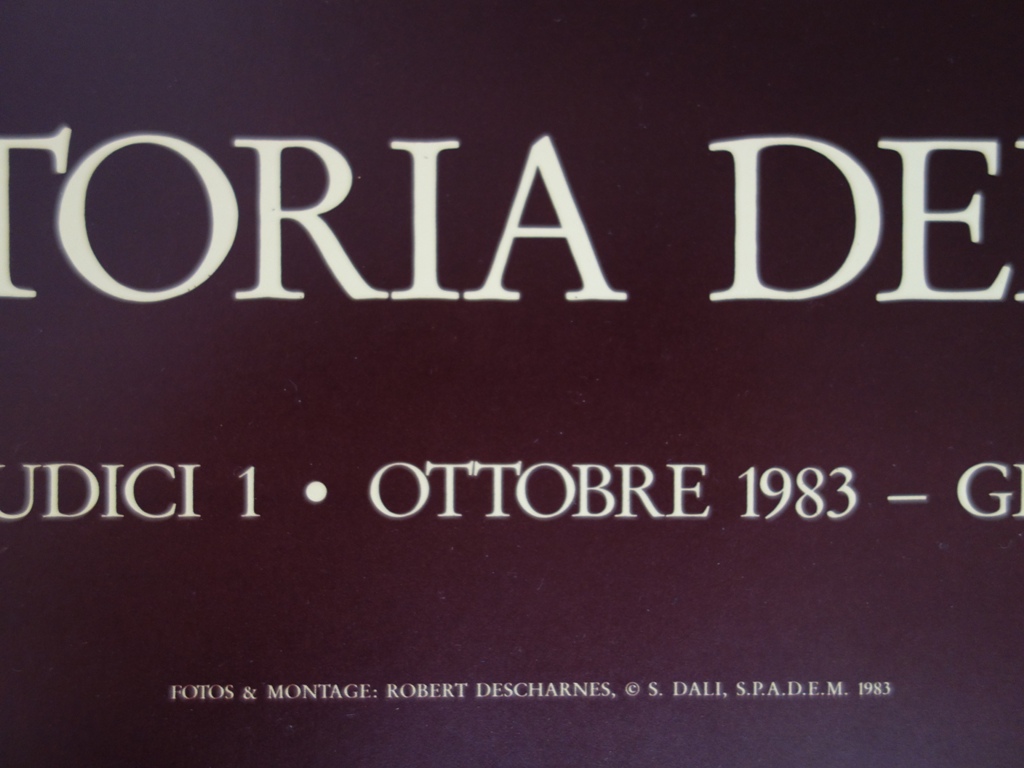 TORIA DE
UDICI 1 • OTTOBRE 1983 – G
FOTOS & MONTAGE: ROBERT DESCHARNES, © S. DALI, S.P.A.D.E.M. 1983